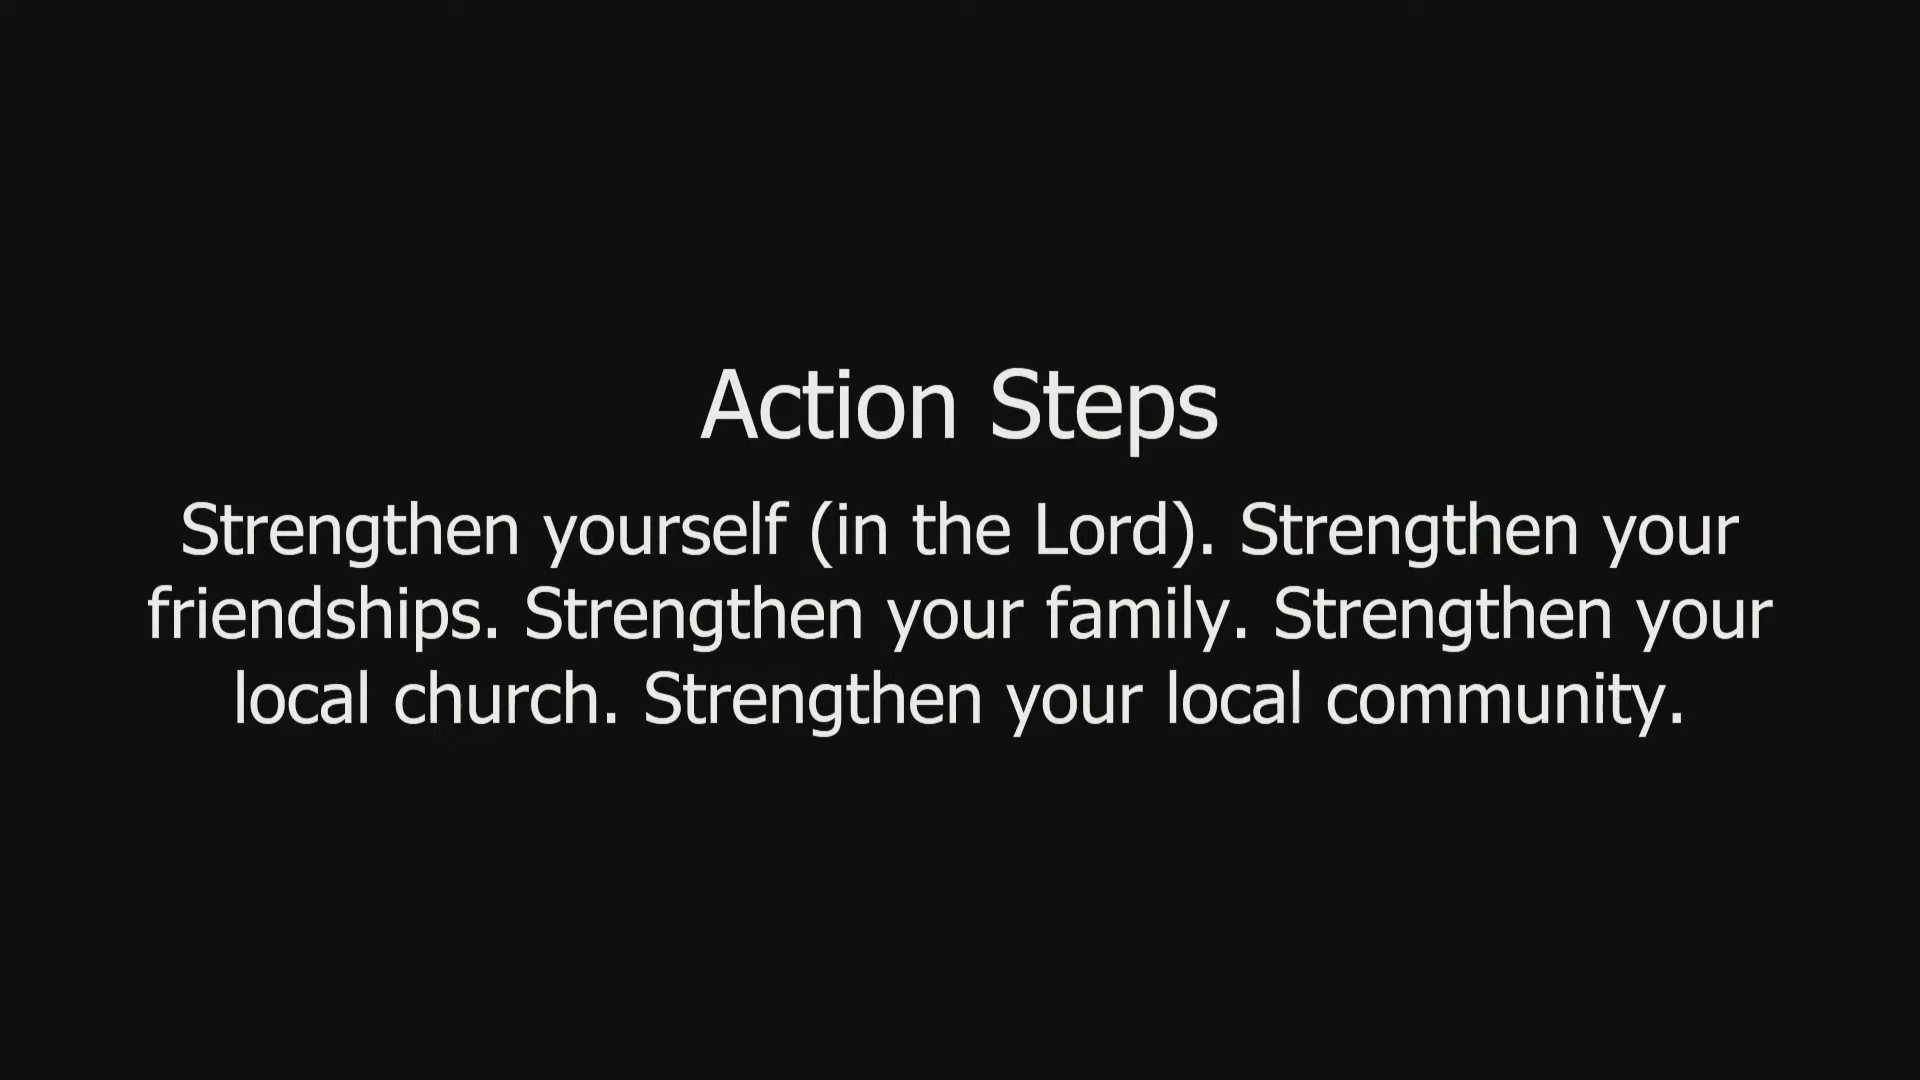 Action Steps
Strengthen yourself (in the Lord). Strengthen your
friendships. Strengthen your family. Strengthen your
local church. Strengthen your local community.